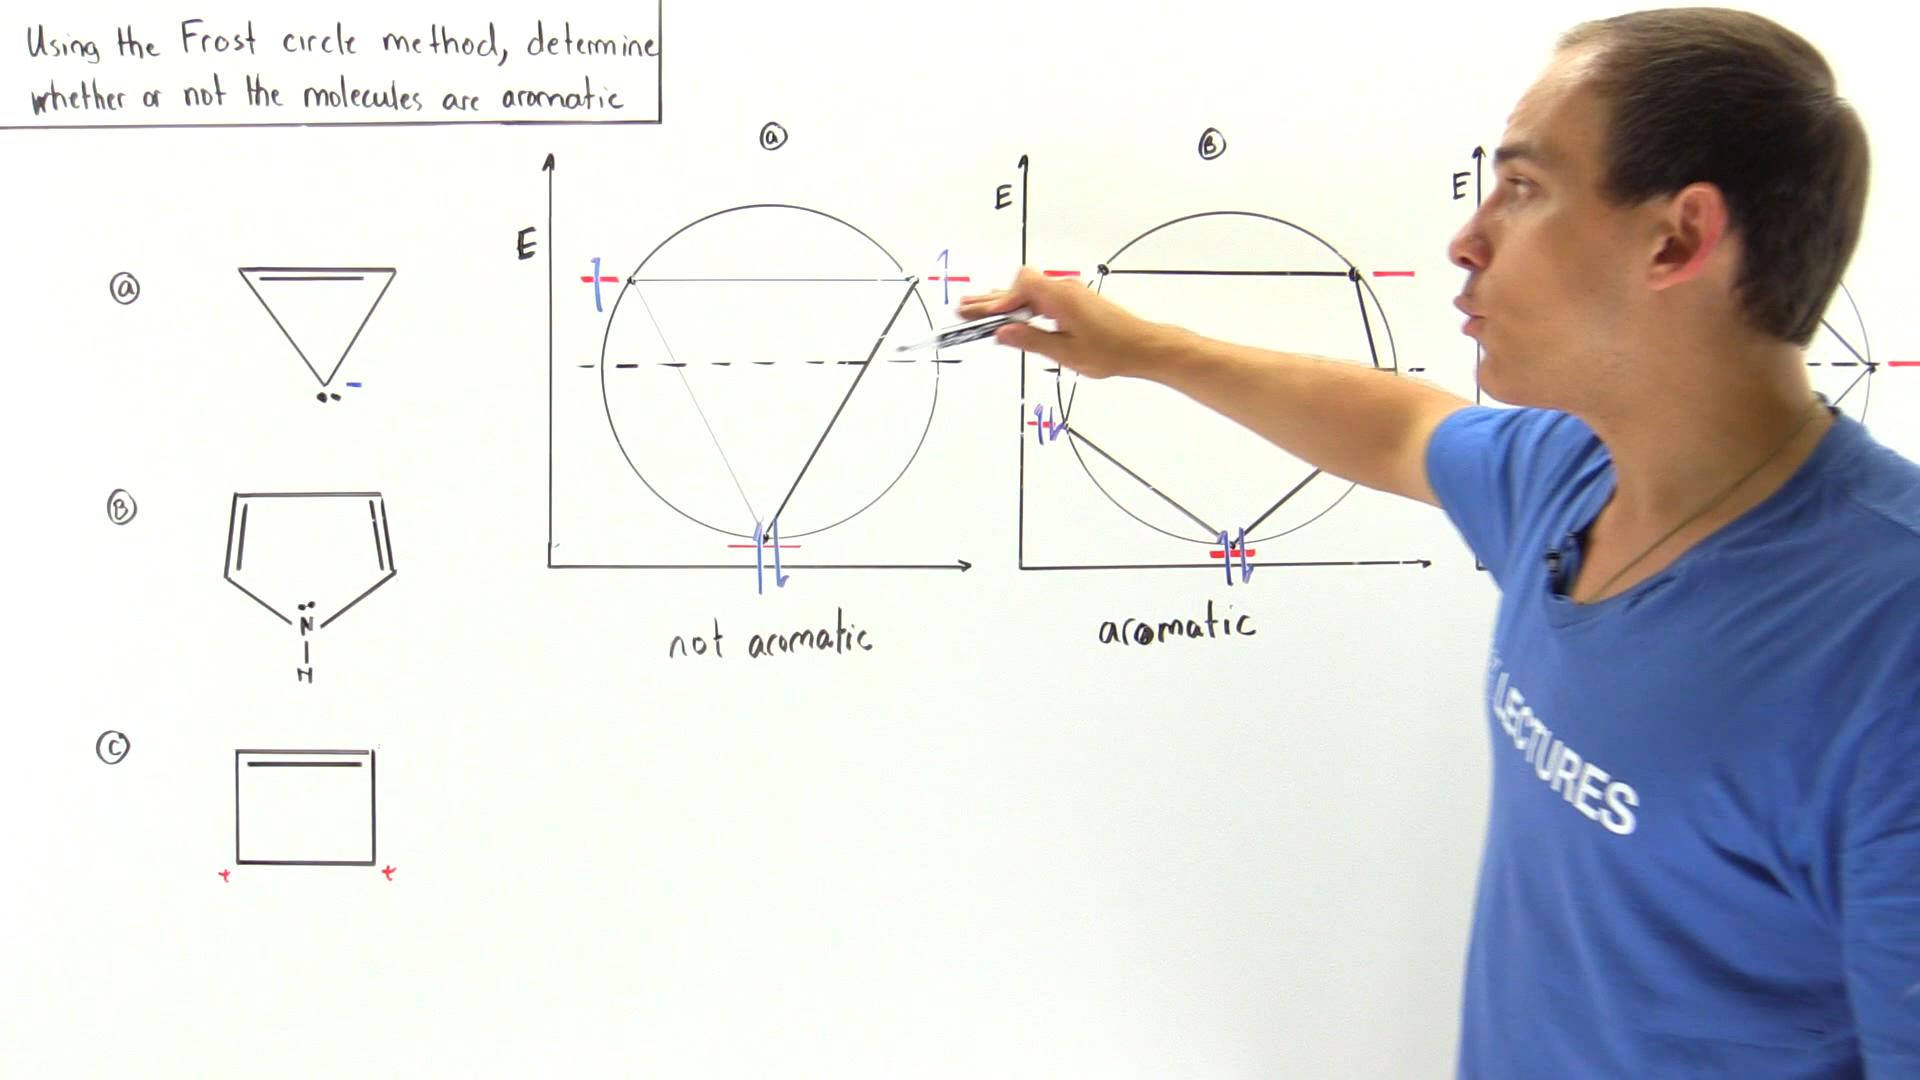 Using the Frost circle method, determine
whether or not the molecules are aromatic
a
B
E
E
E
a
B
N
H
C
+ +
not aromatic
aromatic
LECTURES